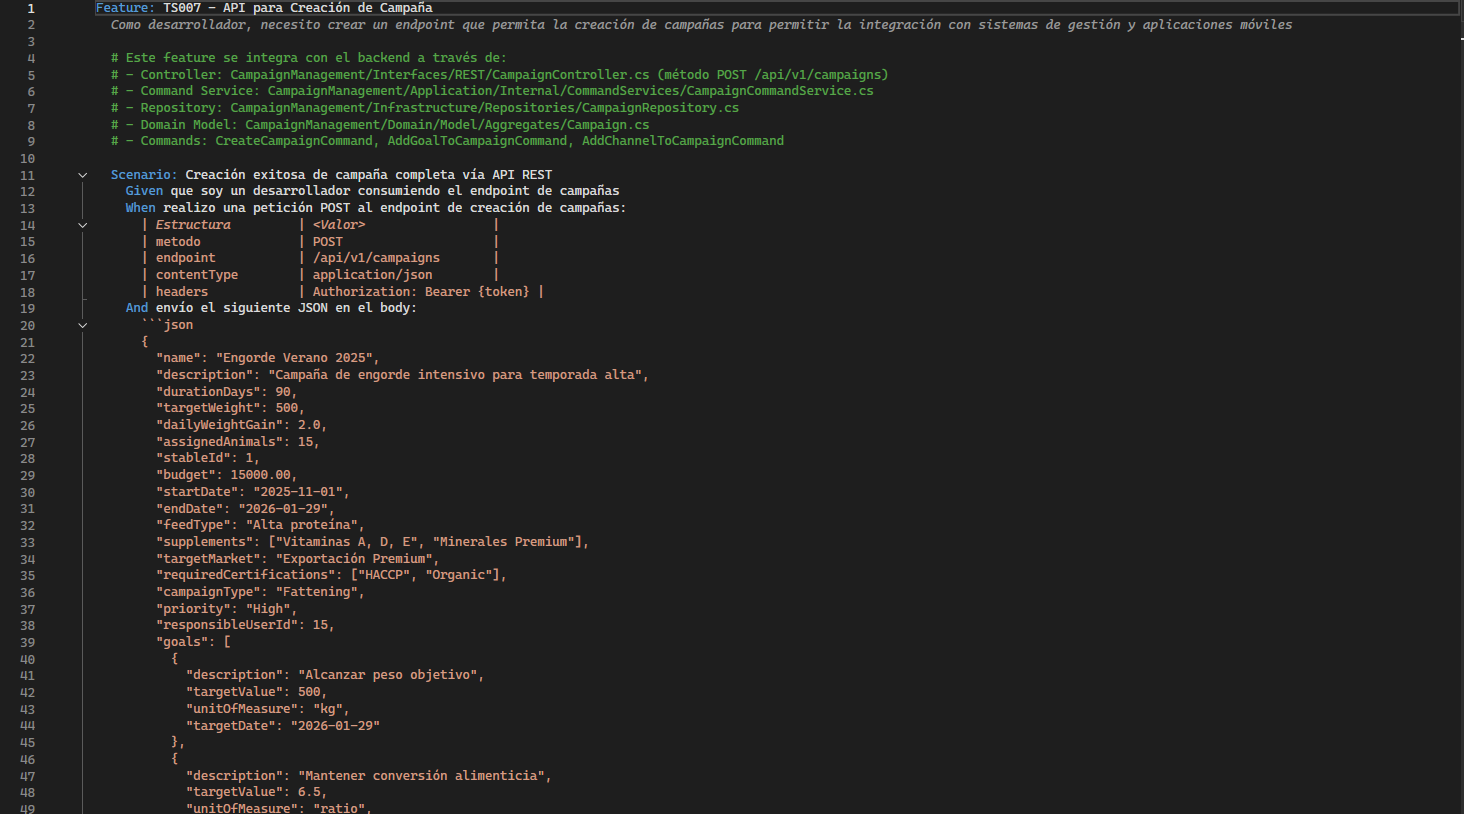 1 Feature: TS007 - API para Creación de Campaña
2 Como desarrollador, necesito crear un endpoint que permita la creación de campañas para permitir la integración con sistemas de gestión y aplicaciones móviles
3
4 # Este feature se integra con el backend a través de:
5 # - Controller: CampaignManagement/Interfaces/REST/CampaignController.cs (método POST /api/v1/campaigns)
6 # - Command Service: CampaignManagement/Application/Internal/CommandServices/CampaignCommandService.cs
7 # - Repository: CampaignManagement/Infrastructure/Repositories/CampaignRepository.cs
8 # - Domain Model: CampaignManagement/Domain/Model/Aggregates/Campaign.cs
9 # - Commands: CreateCampaignCommand, AddGoalToCampaignCommand, AddChannelToCampaignCommand
10
11 Scenario: Creación exitosa de campaña completa vía API REST
12 Given que soy un desarrollador consumiendo el endpoint de campañas
13 When realizo una petición POST al endpoint de creación de campañas:
14 | Estructura | <Valor> |
15 | metodo | POST |
16 | endpoint | /api/v1/campaigns |
17 | contentType | application/json |
18 | headers | Authorization: Bearer {token} |
19 And envío el siguiente JSON en el body:
20 ```json
21 {
22 "name": "Engorde Verano 2025",
23 "description": "Campaña de engorde intensivo para temporada alta",
24 "durationDays": 90,
25 "targetWeight": 500,
26 "dailyWeightGain": 2.0,
27 "assignedAnimals": 15,
28 "stableId": 1,
29 "budget": 15000.00,
30 "startDate": "2025-11-01",
31 "endDate": "2026-01-29",
32 "feedType": "Alta proteína",
33 "supplements": ["Vitaminas A, D, E", "Minerales Premium"],
34 "targetMarket": "Exportación Premium",
35 "requiredCertifications": ["HACCP", "Organic"],
36 "campaignType": "Fattening",
37 "priority": "High",
38 "responsibleUserId": 15,
39 "goals": [
40 {
41 "description": "Alcanzar peso objetivo",
42 "targetValue": 500,
43 "unitOfMeasure": "kg",
44 "targetDate": "2026-01-29"
45 },
46 {
47 "description": "Mantener conversión alimenticia",
48 "targetValue": 6.5,
49 "unitOfMeasure": "ratio",